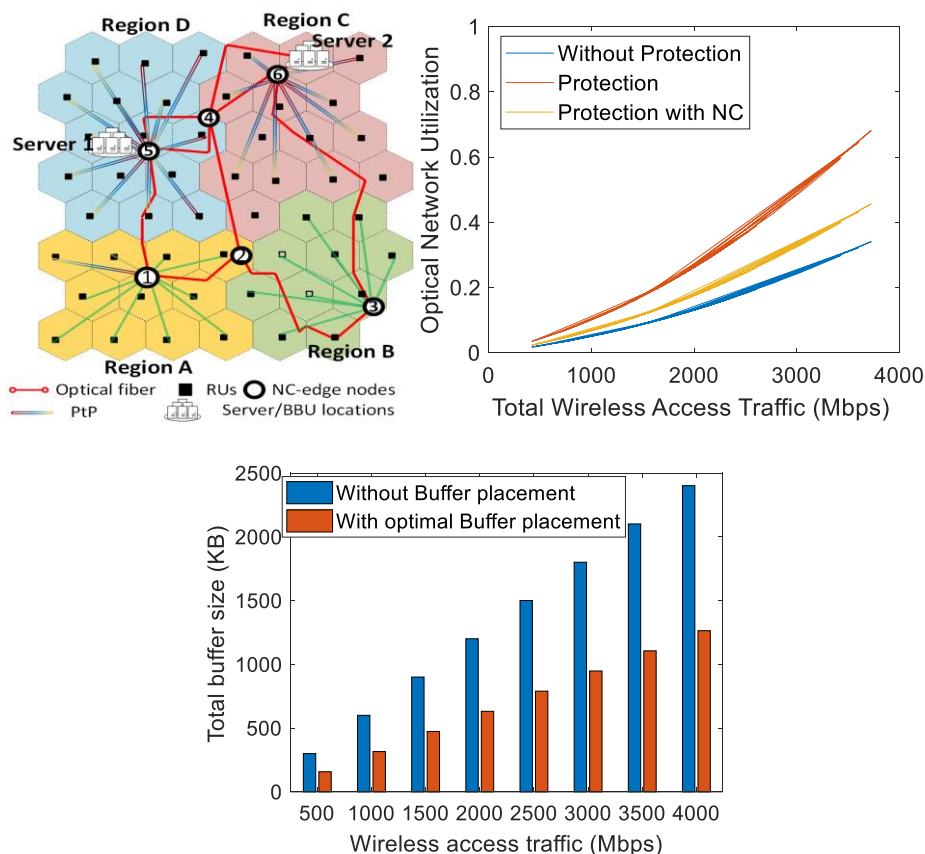 Region D
Region C
Server 2
6
4
Server 1
5
2
1
3
Region B
Region A
Optical fiber
RUs
NC-edge nodes
PtP
Server/BBU locations
Optical Network Utilization
1
0.8
0.6
0.4
0.2
0
Without Protection
Protection
Protection with NC
0 1000 2000 3000 4000
Total Wireless Access Traffic (Mbps)
Total buffer size (KB)
2500
2000
1500
1000
500
0
Without Buffer placement
With optimal Buffer placement
500 1000 1500 2000 2500 3000 3500 4000
Wireless access traffic (Mbps)